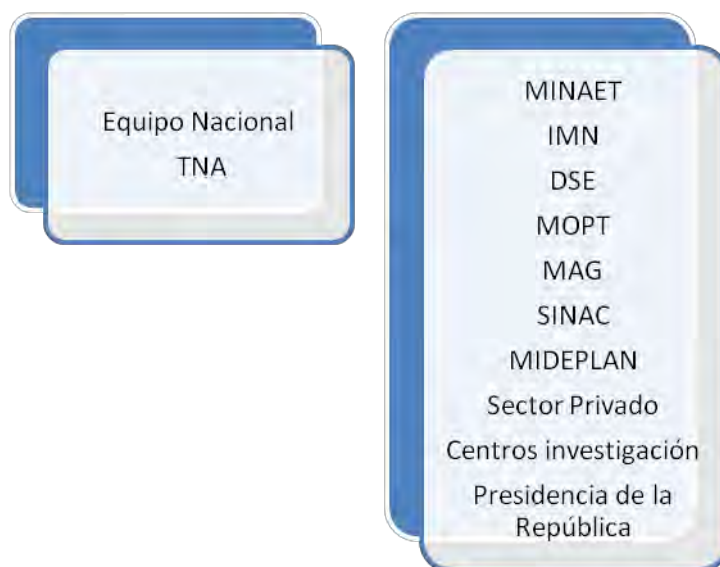 Equipo Nacional
TNA
MINAET
IMN
DSE
MOPT
MAG
SINAC
MIDEPLAN
Sector Privado
Centros investigación
Presidencia de la
República